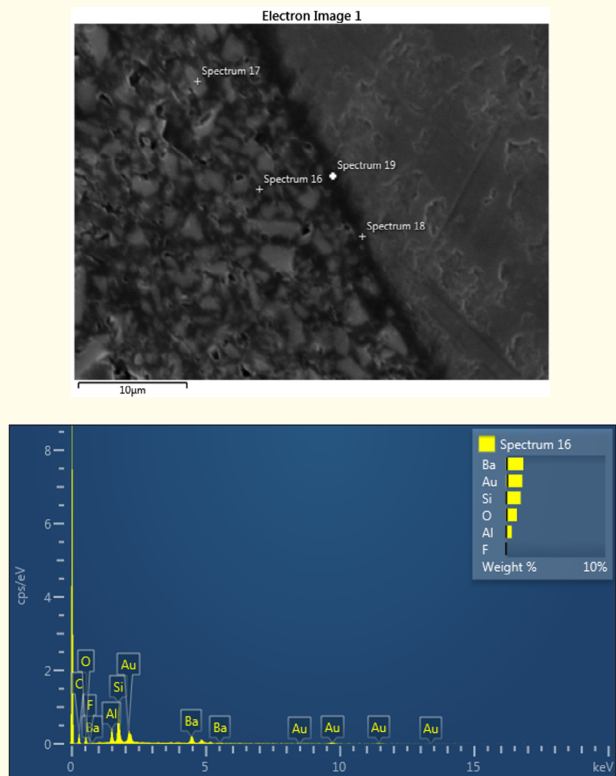 Electron Image 1
Spectrum 17
Spectrum 19
Spectrum 16
Spectrum 18
10µm
Spectrum 16
Ba
Au
Si
O
Al
F
Weight % 10%
8
6
cps/eV
4
2
O
Au
C
Si
F
Al
Ba
Ba
Ba
Au
Au
Au
Au
0
0 5 10 15 keV